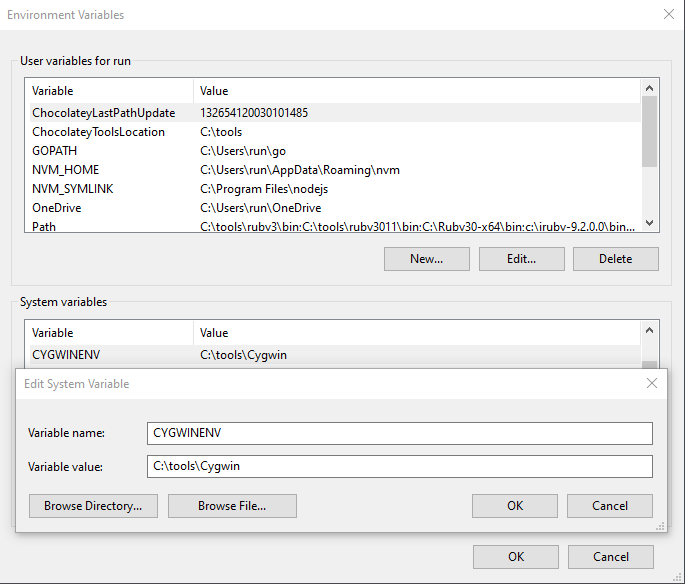 Environment Variables
User variables for run
Variable Value
ChocolateyLastPathUpdate 132654120030101485
ChocolateyToolsLocation C:\tools
GOPATH C:\Users\run\go
NVM_HOME C:\Users\run\AppData\Roaming\nvm
NVM_SYMLINK C:\Program Files\nodejs
OneDrive C:\Users\run\OneDrive
Path C:\tools\ruby3\bin;C:\tools\ruby3011\bin;C:\Ruby30-x64\bin;c:\jruby-9.2.0.0\bin...
New... Edit... Delete
System variables
Variable Value
CYGWINENV C:\tools\Cygwin
Edit System Variable
Variable name: CYGWINENV
Variable value: C:\tools\Cygwin
Browse Directory... Browse File... OK Cancel
OK Cancel